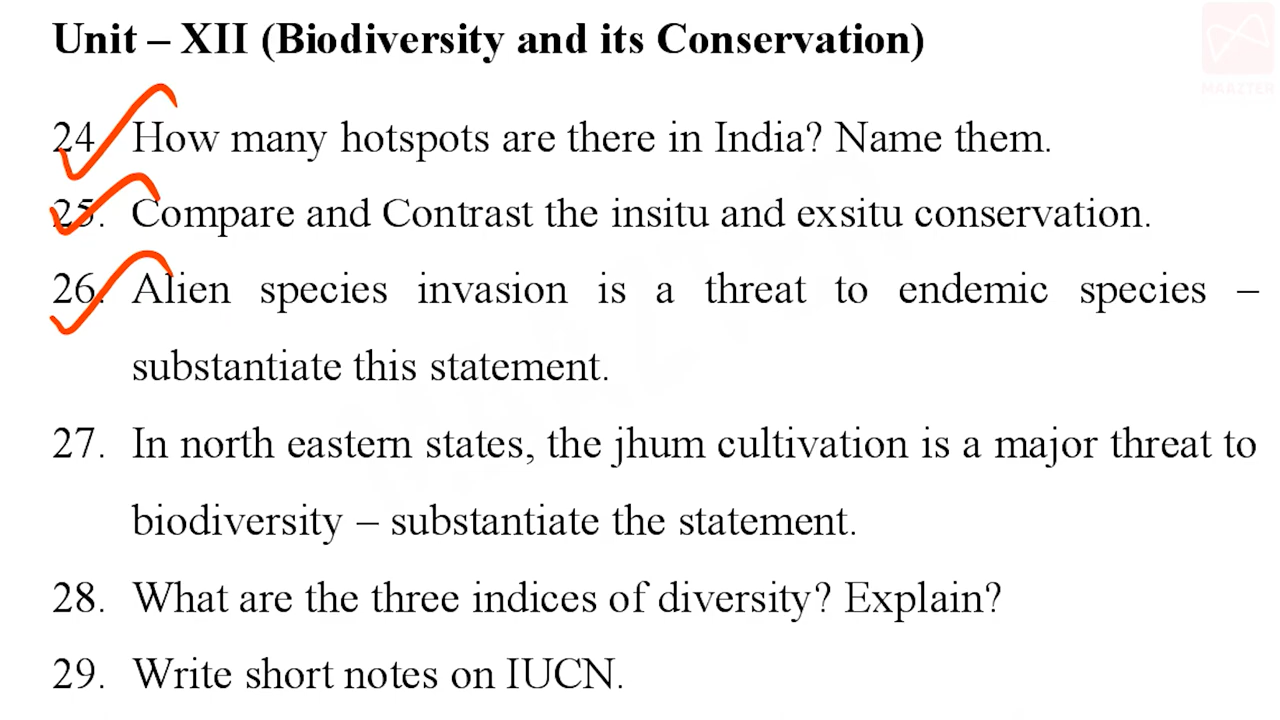 Unit – XII (Biodiversity and its Conservation)
24. How many hotspots are there in India? Name them.
25. Compare and Contrast the insitu and exsitu conservation.
26. Alien species invasion is a threat to endemic species –
substantiate this statement.
27. In north eastern states, the jhum cultivation is a major threat to
biodiversity – substantiate the statement.
28. What are the three indices of diversity? Explain?
29. Write short notes on IUCN.
MAAZTER